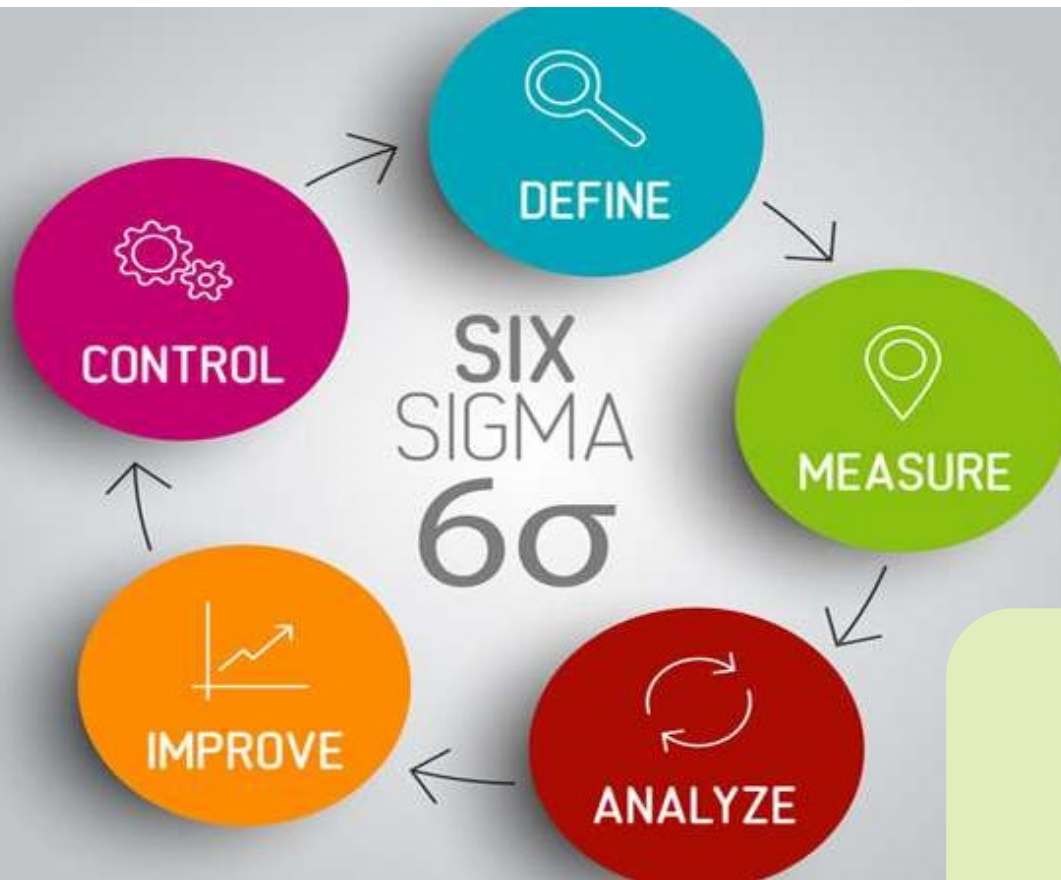 DEFINE
MEASURE
ANALYZE
IMPROVE
CONTROL
SIX
SIGMA
6σ